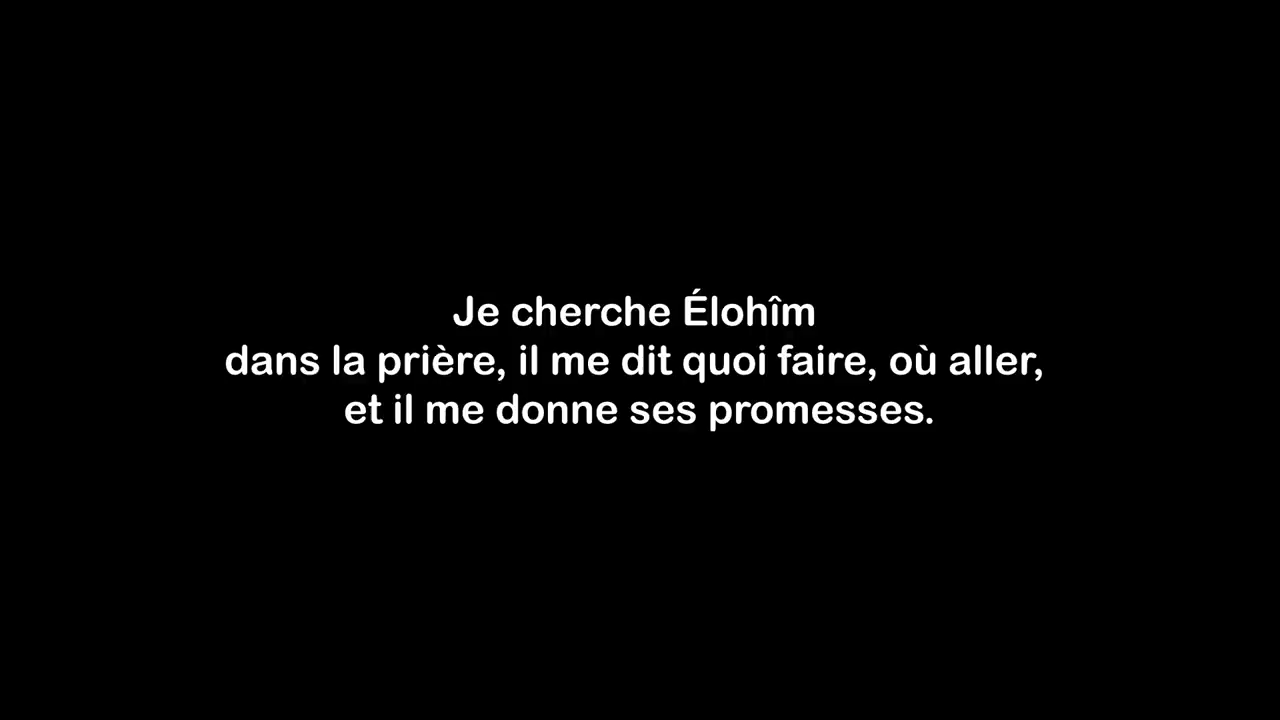 Je cherche Élohîm
dans la prière, il me dit quoi faire, où aller,
et il me donne ses promesses.